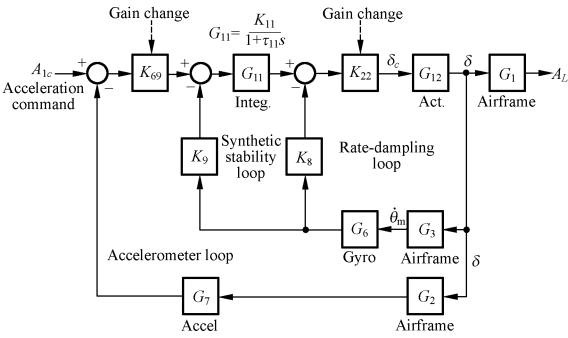 Gain change
G11= K11
1+τ11s
Gain change
A1c
Acceleration
command
+
−
K69
+
−
G11
Integ.
+
−
K22
δc
G12
Act.
δ
G1
Airframe
AL
K9
Synthetic
stability
loop
K8
Rate-damping
loop
G6
Gyro
θ̇m
G3
Airframe
Accelerometer loop
δ
G7
Accel
G2
Airframe